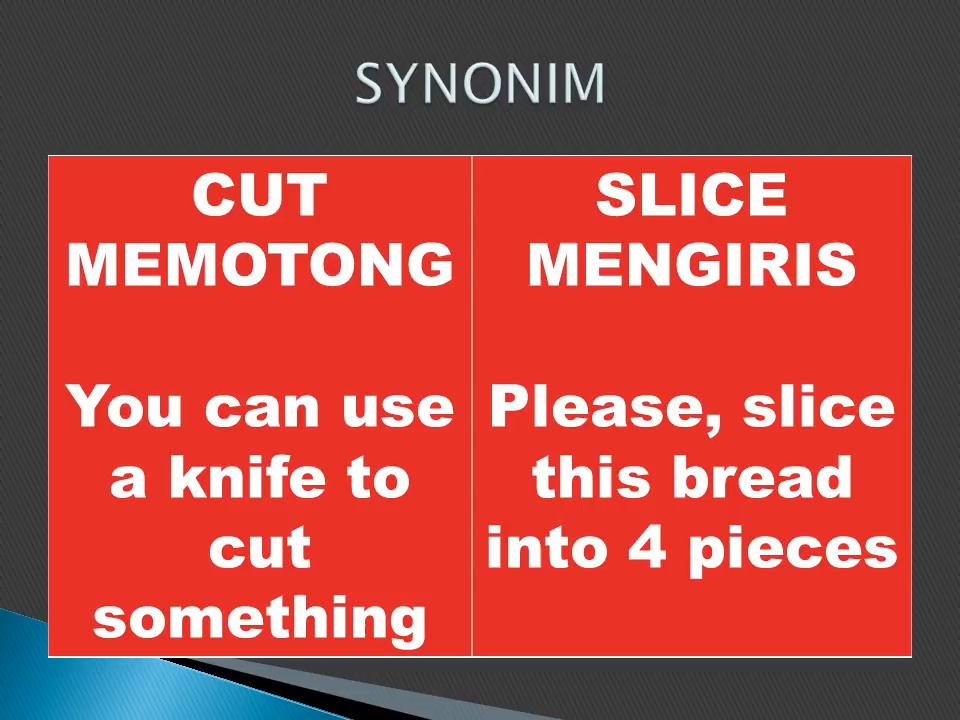 SYNONIM
CUT
MEMOTONG
You can use
a knife to
cut
something
SLICE
MENGIRIS
Please, slice
this bread
into 4 pieces